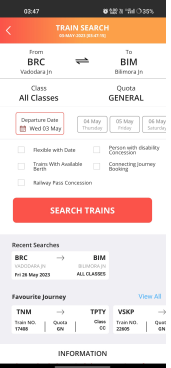 03:47
35%
TRAIN SEARCH
03-MAY-2023 [03:47:15]
From
To
BRC
BIM
Vadodara Jn
Bilimora Jn
Class
Quota
All Classes
GENERAL
Departure Date
Wed 03 May
04 May
Thursday
05 May
Friday
06 May
Saturday
Flexible with Date
Person with disability Concession
Trains With Available Berth
Connecting Journey Booking
Railway Pass Concession
SEARCH TRAINS
Recent Searches
BRC → BIM
VADODARA JN
BILIMORA JN
Fri 26 May 2023
ALL CLASSES
Favourite Journey
View All
TNM → TPTY
Train NO.
17488
Quota
GN
Class
CC
VSKP →
Train NO.
22605
Quot
GN
INFORMATION